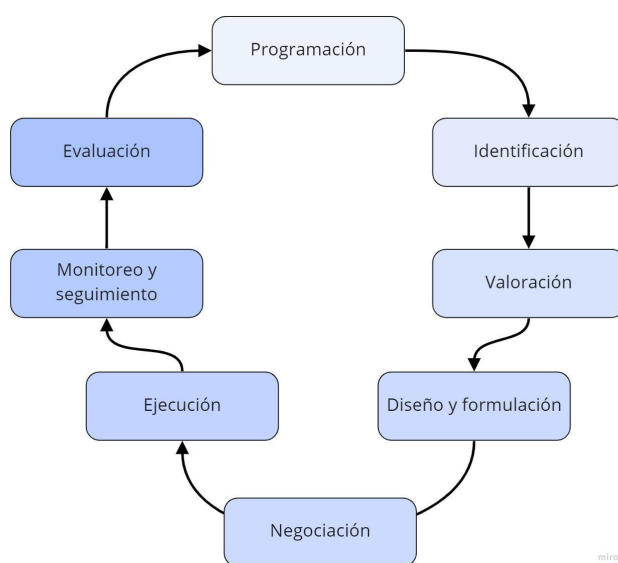 Programación
Identificación
Valoración
Diseño y formulación
Negociación
Ejecución
Monitoreo y
seguimiento
Evaluación
miro